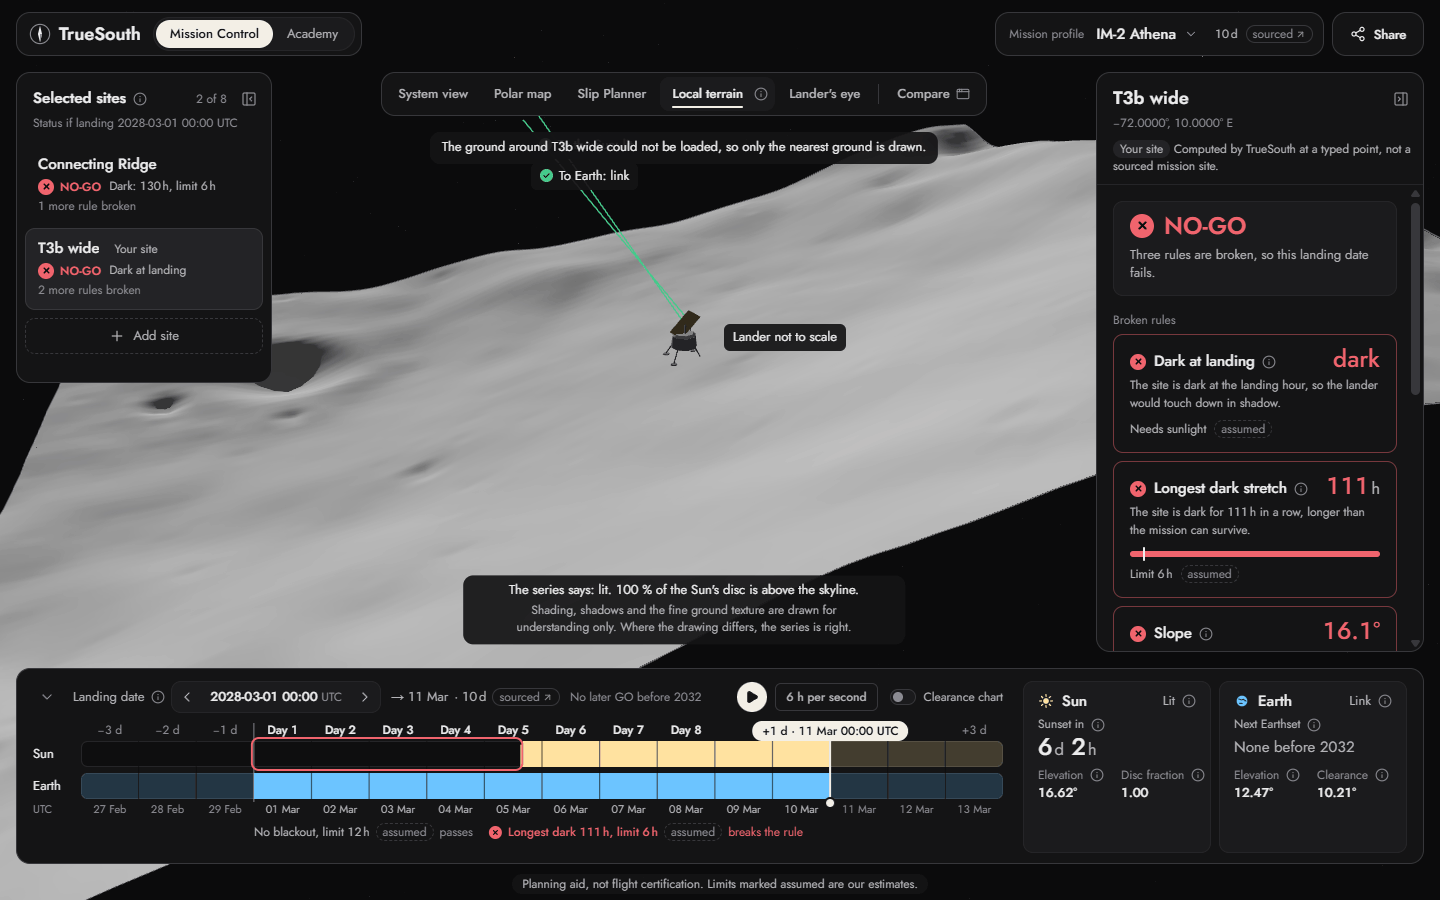 TrueSouth
Mission Control
Academy
Mission profile IM-2 Athena 10 d sourced ↗
Share
Selected sites 2 of 8
Status if landing 2028-03-01 00:00 UTC
Connecting Ridge
NO-GO Dark: 130 h, limit 6 h
1 more rule broken
T3b wide Your site
NO-GO Dark at landing
2 more rules broken
+ Add site
System view
Polar map
Slip Planner
Local terrain
Lander's eye
Compare
The ground around T3b wide could not be loaded, so only the nearest ground is drawn.
To Earth: link
Lander not to scale
The series says: lit. 100 % of the Sun's disc is above the skyline.
Shading, shadows and the fine ground texture are drawn for
understanding only. Where the drawing differs, the series is right.
T3b wide
−72.0000°, 10.0000° E
Your site Computed by TrueSouth at a typed point, not a
sourced mission site.
NO-GO
Three rules are broken, so this landing date
fails.
Broken rules
Dark at landing dark
The site is dark at the landing hour, so the lander
would touch down in shadow.
Needs sunlight assumed
Longest dark stretch 111 h
The site is dark for 111 h in a row, longer than
the mission can survive.
Limit 6 h assumed
Slope 16.1°
Landing date 2028-03-01 00:00 UTC → 11 Mar · 10 d sourced ↗ No later GO before 2032
6 h per second
Clearance chart
−3 d −2 d −1 d Day 1 Day 2 Day 3 Day 4 Day 5 Day 6 Day 7 Day 8 +1 d · 11 Mar 00:00 UTC +3 d
Sun
Earth
UTC 27 Feb 28 Feb 29 Feb 01 Mar 02 Mar 03 Mar 04 Mar 05 Mar 06 Mar 07 Mar 08 Mar 09 Mar 10 Mar 11 Mar 12 Mar 13 Mar
No blackout, limit 12 h assumed passes Longest dark 111 h, limit 6 h assumed breaks the rule
Sun Lit
Sunset in
6 d 2 h
Elevation Disc fraction
16.62° 1.00
Earth Link
Next Earthset
None before 2032
Elevation Clearance
12.47° 10.21°
Planning aid, not flight certification. Limits marked assumed are our estimates.